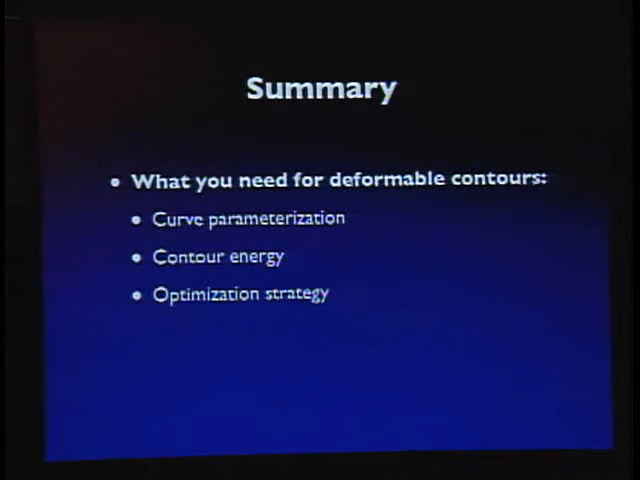 Summary
• What you need for deformable contours:
• Curve parameterization
• Contour energy
• Optimization strategy